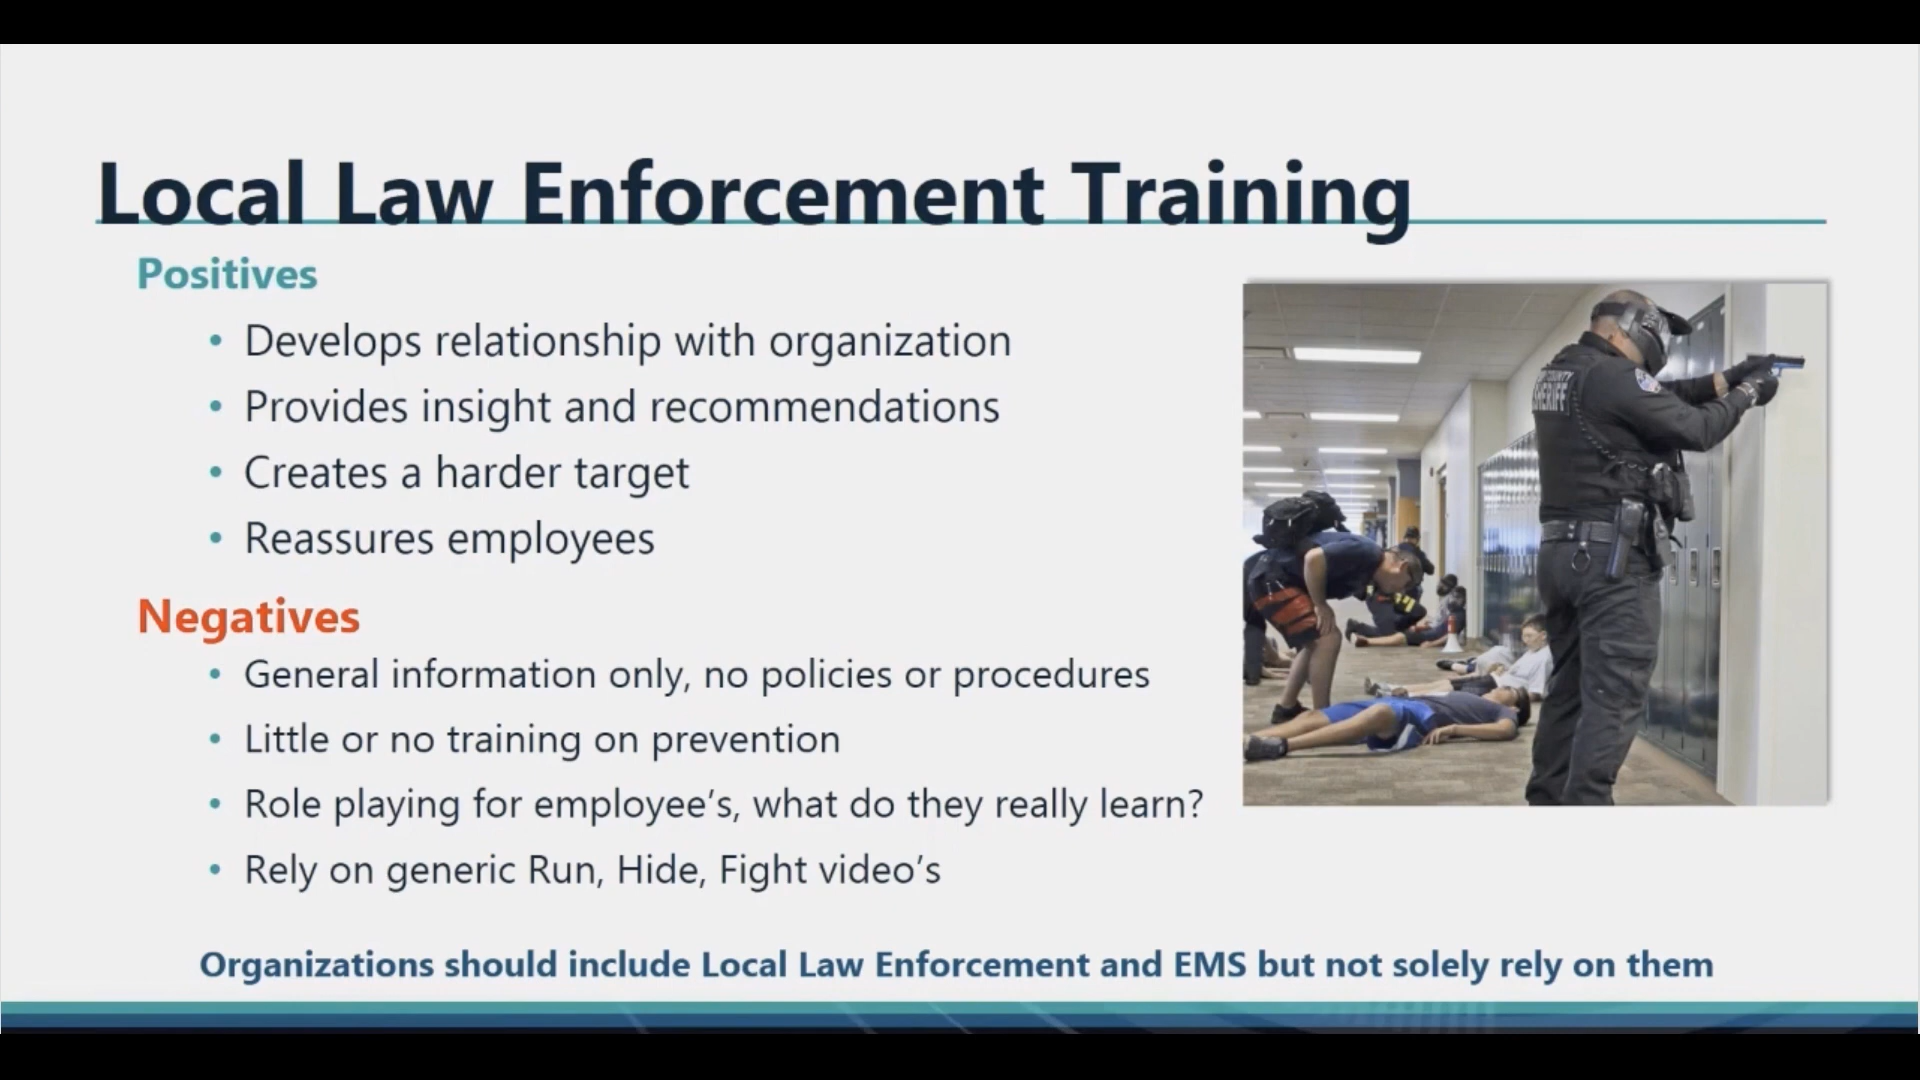 Local Law Enforcement Training
Positives
• Develops relationship with organization
• Provides insight and recommendations
• Creates a harder target
• Reassures employees
Negatives
• General information only, no policies or procedures
• Little or no training on prevention
• Role playing for employee’s, what do they really learn?
• Rely on generic Run, Hide, Fight video’s
SHERIFF
Organizations should include Local Law Enforcement and EMS but not solely rely on them